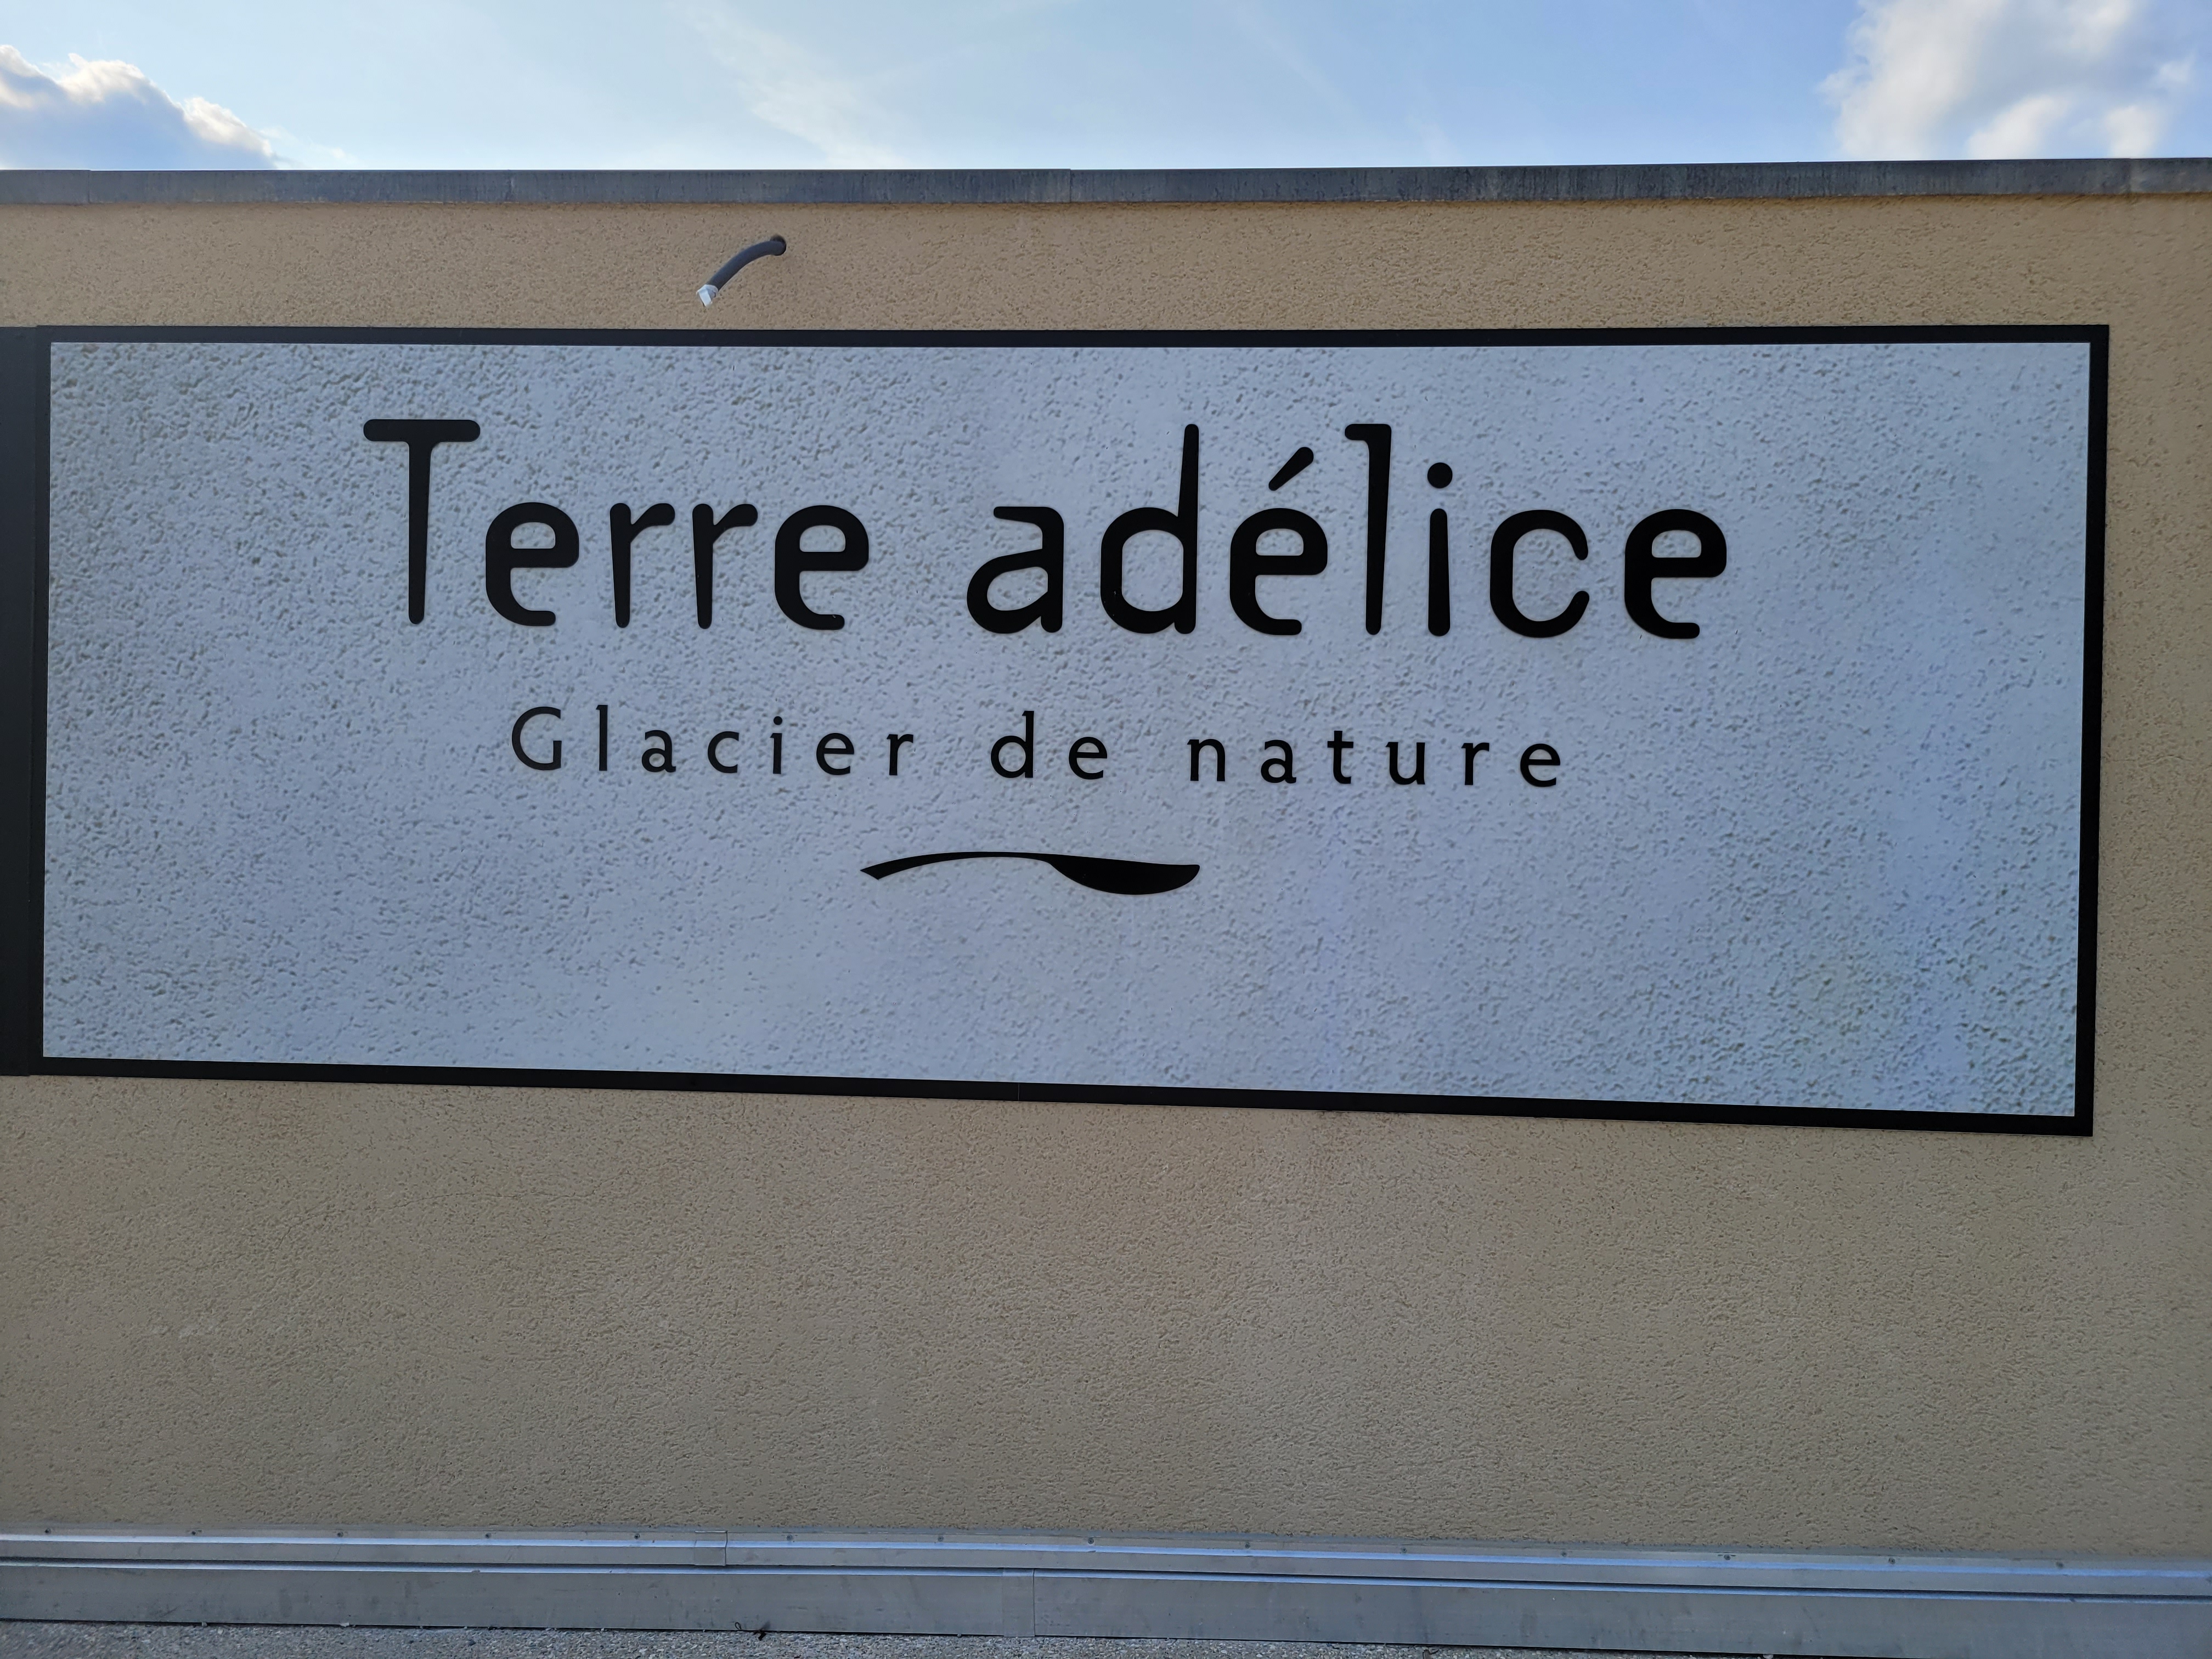 Terre adélice
Glacier de nature